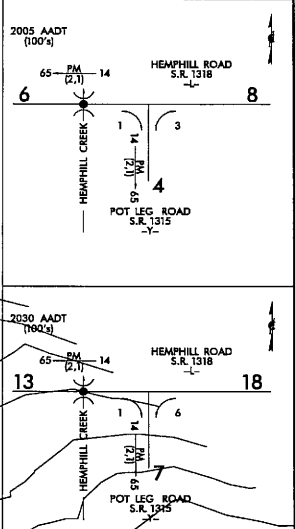 2005 AADT
(100's)
65 PM 14
(2,1)
HEMPHILL ROAD
S.R. 1318
-L-
6
8
1
3
HEMPHILL CREEK
14
PM
(2,1)
65
4
POT LEG ROAD
S.R. 1315
-Y-
2030 AADT
(100's)
65 PM 14
(2,1)
HEMPHILL ROAD
S.R. 1318
-L-
13
18
1
6
HEMPHILL CREEK
14
PM
(2,1)
65
7
POT LEG ROAD
S.R. 1315
-Y-